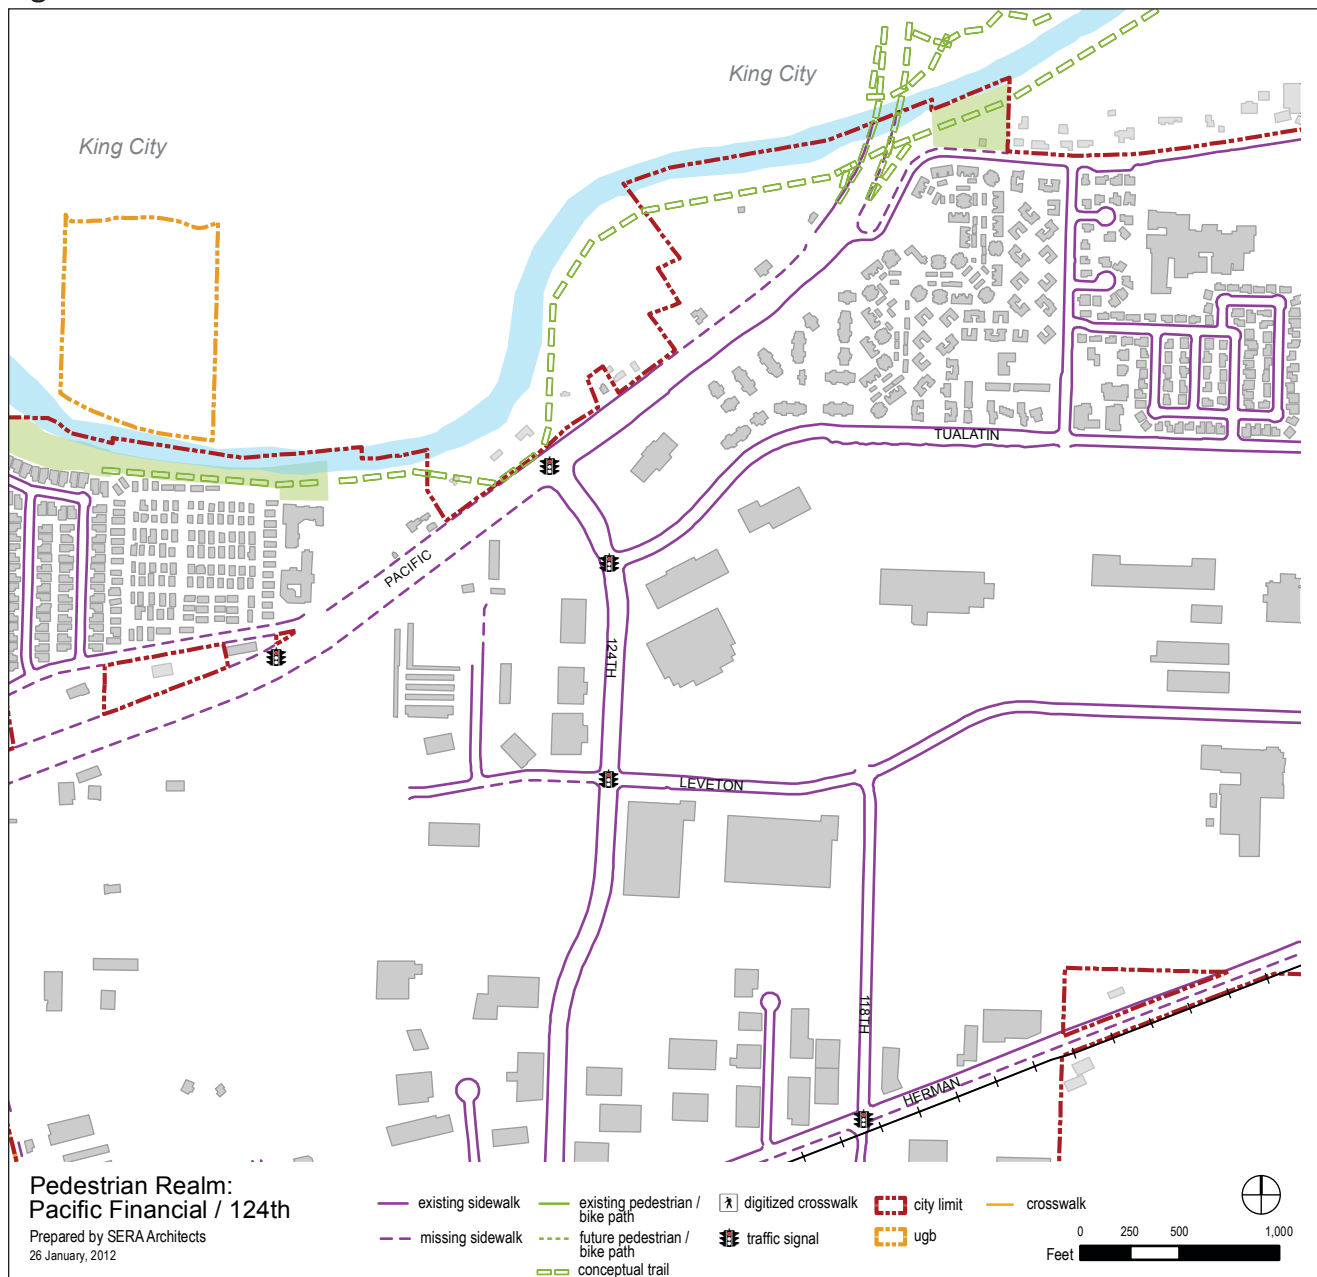 King City
King City
TUALATIN
PACIFIC
124TH
LEVETON
118TH
HERMAN
Pedestrian Realm:
Pacific Financial / 124th
Prepared by SERA Architects
26 January, 2012
existing sidewalk
missing sidewalk
existing pedestrian /
bike path
future pedestrian /
bike path
conceptual trail
digitized crosswalk
traffic signal
city limit
ugb
crosswalk
0 250 500 1,000
Feet